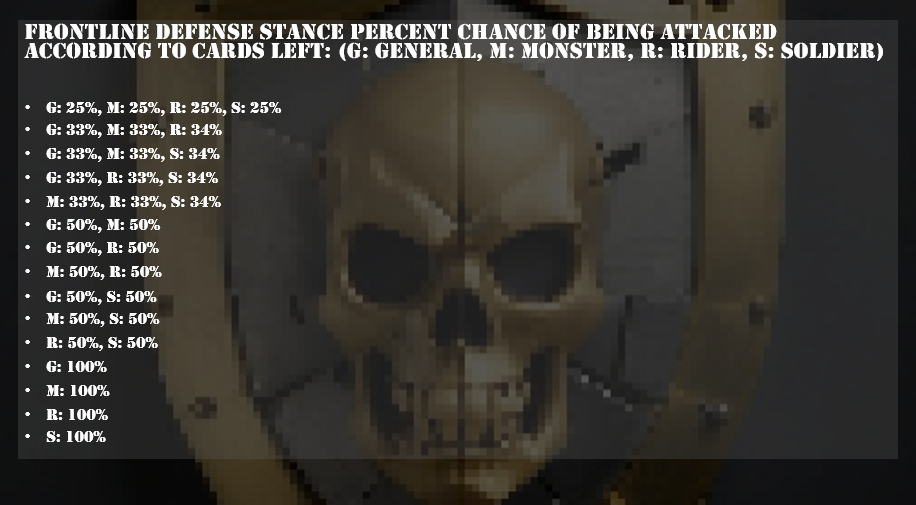 FRONTLINE DEFENSE STANCE PERCENT CHANCE OF BEING ATTACKED
ACCORDING TO CARDS LEFT: (G: GENERAL, M: MONSTER, R: RIDER, S: SOLDIER)
• G: 25%, M: 25%, R: 25%, S: 25%
• G: 33%, M: 33%, R: 34%
• G: 33%, M: 33%, S: 34%
• G: 33%, R: 33%, S: 34%
• M: 33%, R: 33%, S: 34%
• G: 50%, M: 50%
• G: 50%, R: 50%
• M: 50%, R: 50%
• G: 50%, S: 50%
• M: 50%, S: 50%
• R: 50%, S: 50%
• G: 100%
• M: 100%
• R: 100%
• S: 100%